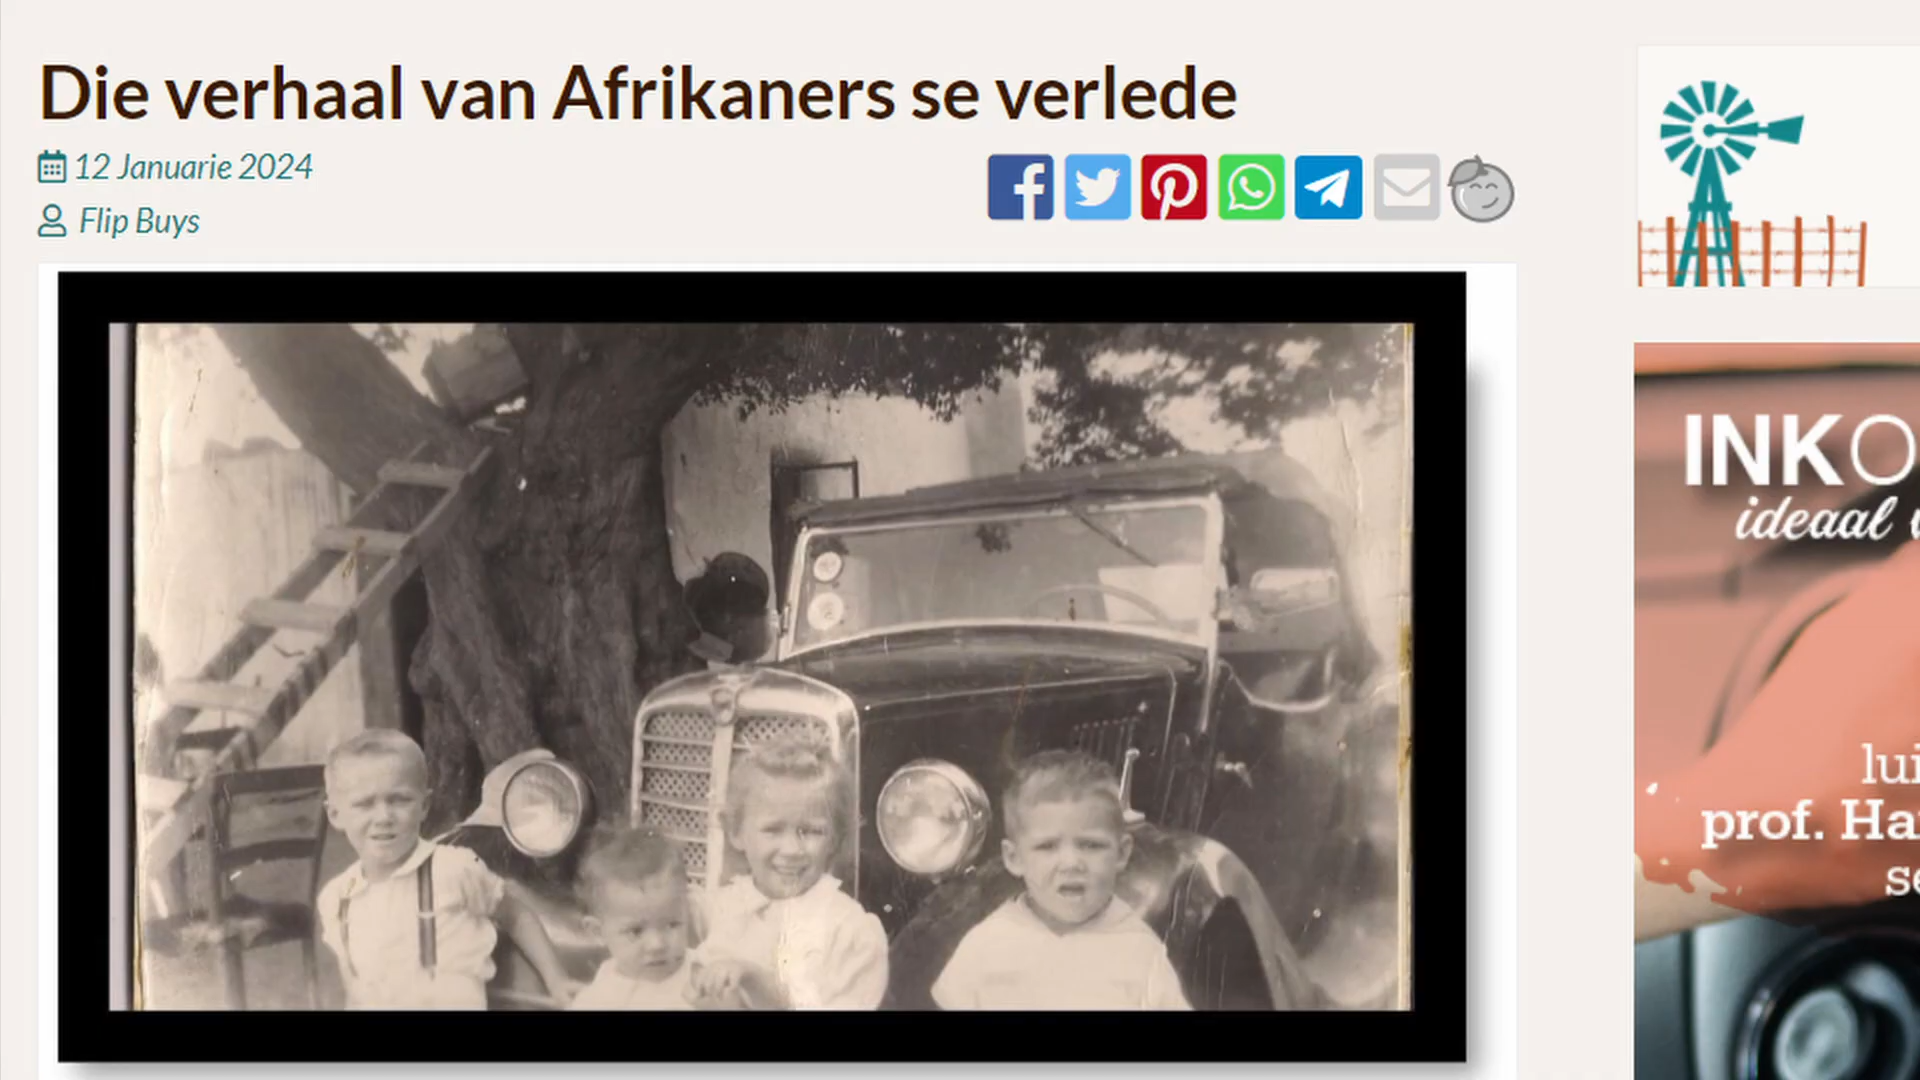 Die verhaal van Afrikaners se verlede
12 Januarie 2024
Flip Buys
INKO
ideaal
lui
prof. Ha
se